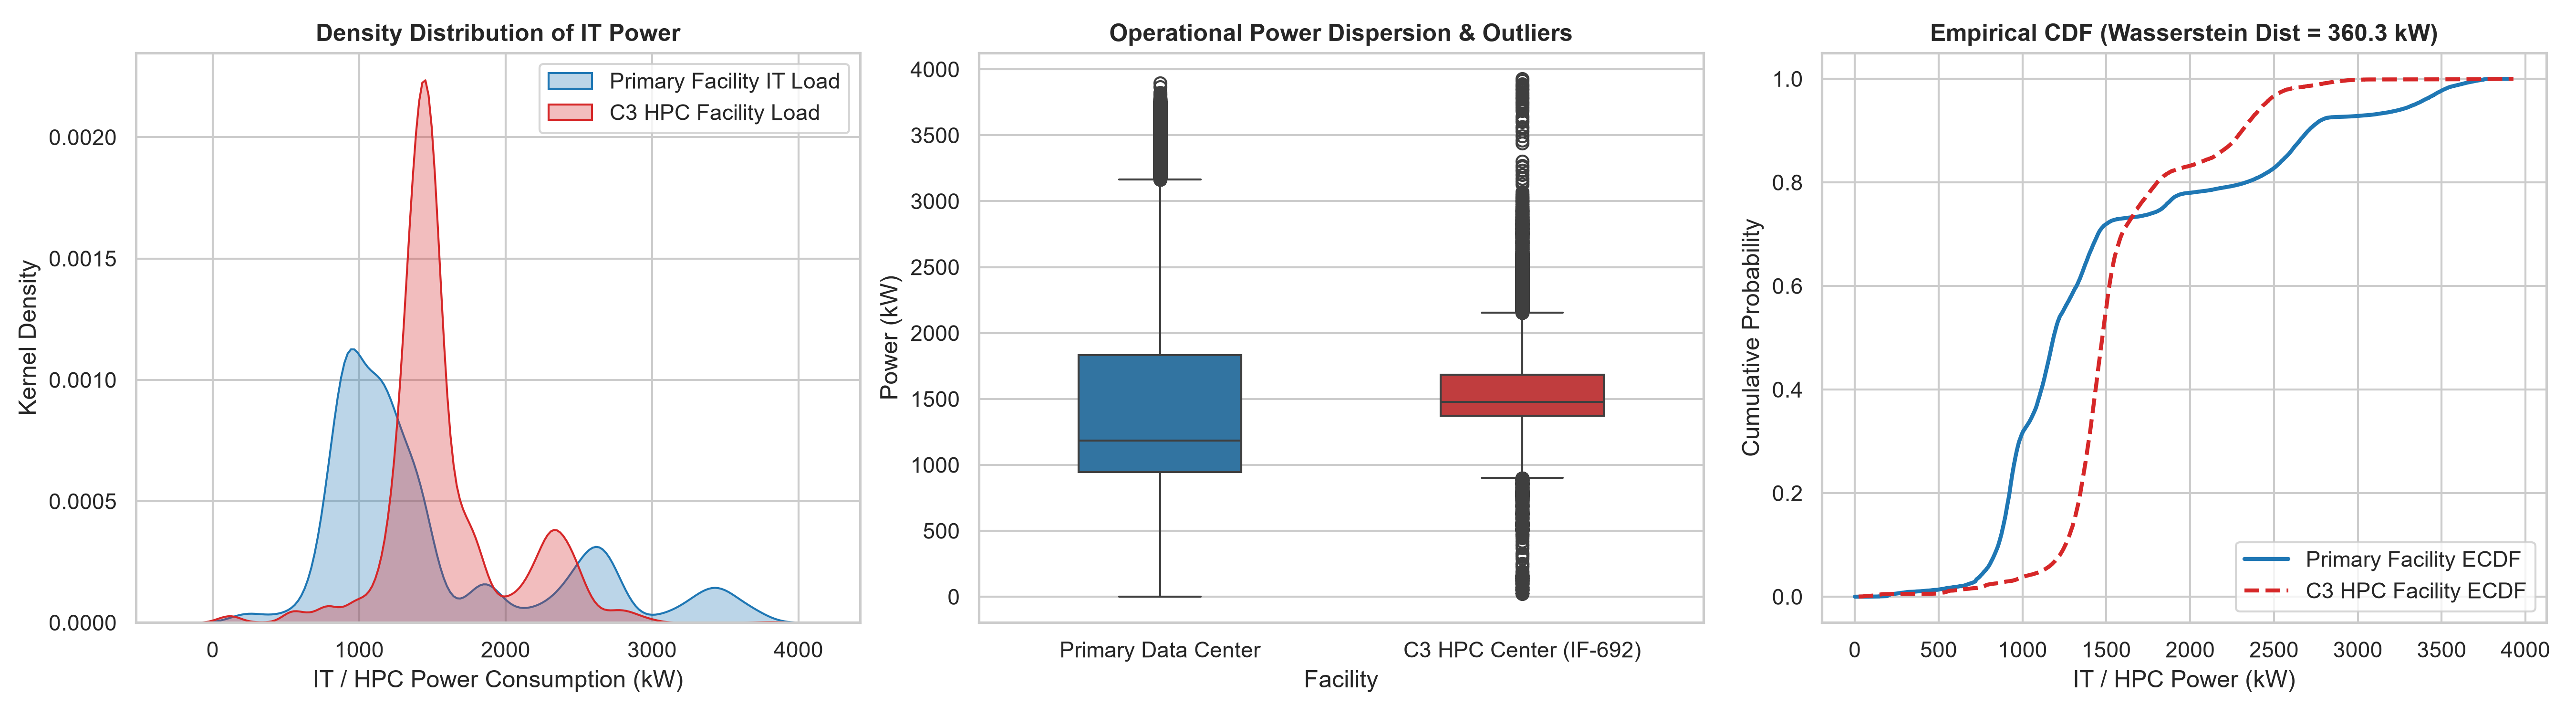 Density Distribution of IT Power
Primary Facility IT Load
C3 HPC Facility Load
0.0020
0.0015
0.0010
0.0005
0.0000
Kernel Density
0 1000 2000 3000 4000
IT / HPC Power Consumption (kW)
Operational Power Dispersion & Outliers
4000
3500
3000
2500
2000
1500
1000
500
0
Power (kW)
Primary Data Center C3 HPC Center (IF-692)
Facility
Empirical CDF (Wasserstein Dist = 360.3 kW)
1.0
0.8
0.6
0.4
0.2
0.0
Cumulative Probability
Primary Facility ECDF
C3 HPC Facility ECDF
0 500 1000 1500 2000 2500 3000 3500 4000
IT / HPC Power (kW)